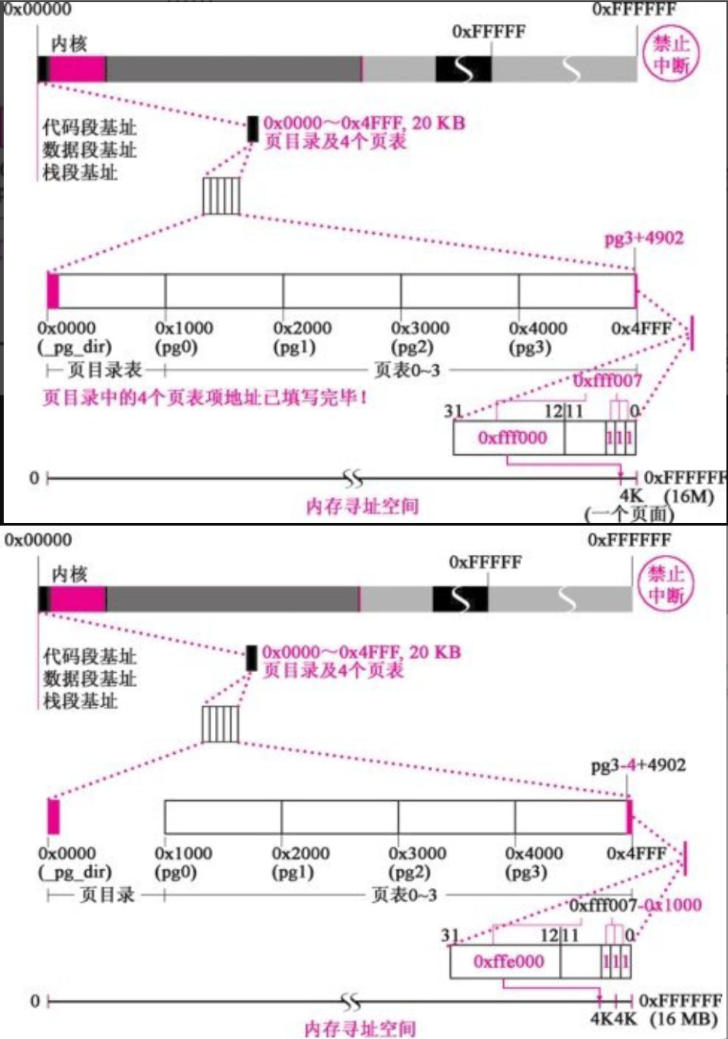 0x00000
0xFFFFFF
0xFFFFF
内核
禁止
中断
代码段基址
数据段基址
栈段基址
0x0000～0x4FFF, 20 KB
页目录及4个页表
pg3+4902
0x0000 0x1000 0x2000 0x3000 0x4000 0x4FFF
(_pg_dir) (pg0) (pg1) (pg2) (pg3)
页目录表 页表0~3
页目录中的4个页表项地址已填写完毕！
0xfff007
31 12 11 0
0xfff000 1 1 1
0 0xFFFFFF
4K (16M)
(一个页面)
内存寻址空间
0x00000
0xFFFFFF
0xFFFFF
内核
禁止
中断
代码段基址
数据段基址
栈段基址
0x0000～0x4FFF, 20 KB
页目录及4个页表
pg3-4+4902
0x0000 0x1000 0x2000 0x3000 0x4000 0x4FFF
(_pg_dir) (pg0) (pg1) (pg2) (pg3)
页目录 页表0~3
0xfff007-0x1000
31 12 11 0
0xffe000 1 1 1
0 0xFFFFFF
4K4K (16 MB)
内存寻址空间